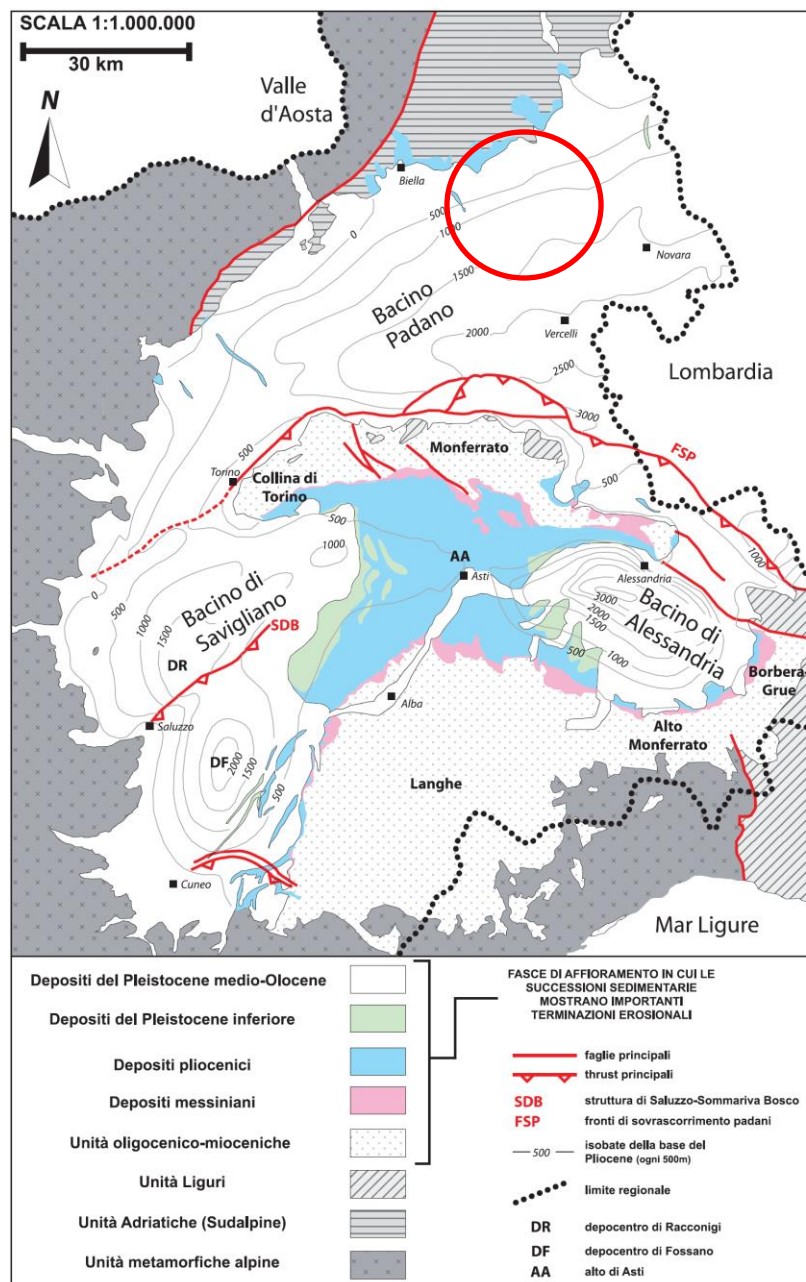 SCALA 1:1.000.000
30 km
N
Valle
d'Aosta
Biella
0
500
1000
1500
Novara
Bacino
Padano
2000
Vercelli
2500
Lombardia
3000
500
Monferrato
FSP
Torino
Collina di
Torino
500
500
1000
1000
AA
Asti
Alessandria
0
500
1000
1500
Bacino di
Savigliano
SDB
3000
2000
1500
Bacino di
Alessandria
500
1000
DR
Borbera-
Grue
Saluzzo
Alba
Alto
Monferrato
DF
2000
1500
500
Langhe
Cuneo
Mar Ligure
Depositi del Pleistocene medio-Olocene
Depositi del Pleistocene inferiore
Depositi pliocenici
Depositi messiniani
Unità oligocenico-mioceniche
Unità Liguri
Unità Adriatiche (Sudalpine)
Unità metamorfiche alpine
FASCE DI AFFIORAMENTO IN CUI LE
SUCCESSIONI SEDIMENTARIE
MOSTRANO IMPORTANTI
TERMINAZIONI EROSIONALI
faglie principali
thrust principali
SDB struttura di Saluzzo-Sommariva Bosco
FSP fronti di sovrascorrimento padani
500 isobate della base del
Pliocene (ogni 500m)
limite regionale
DR depocentro di Racconigi
DF depocentro di Fossano
AA alto di Asti